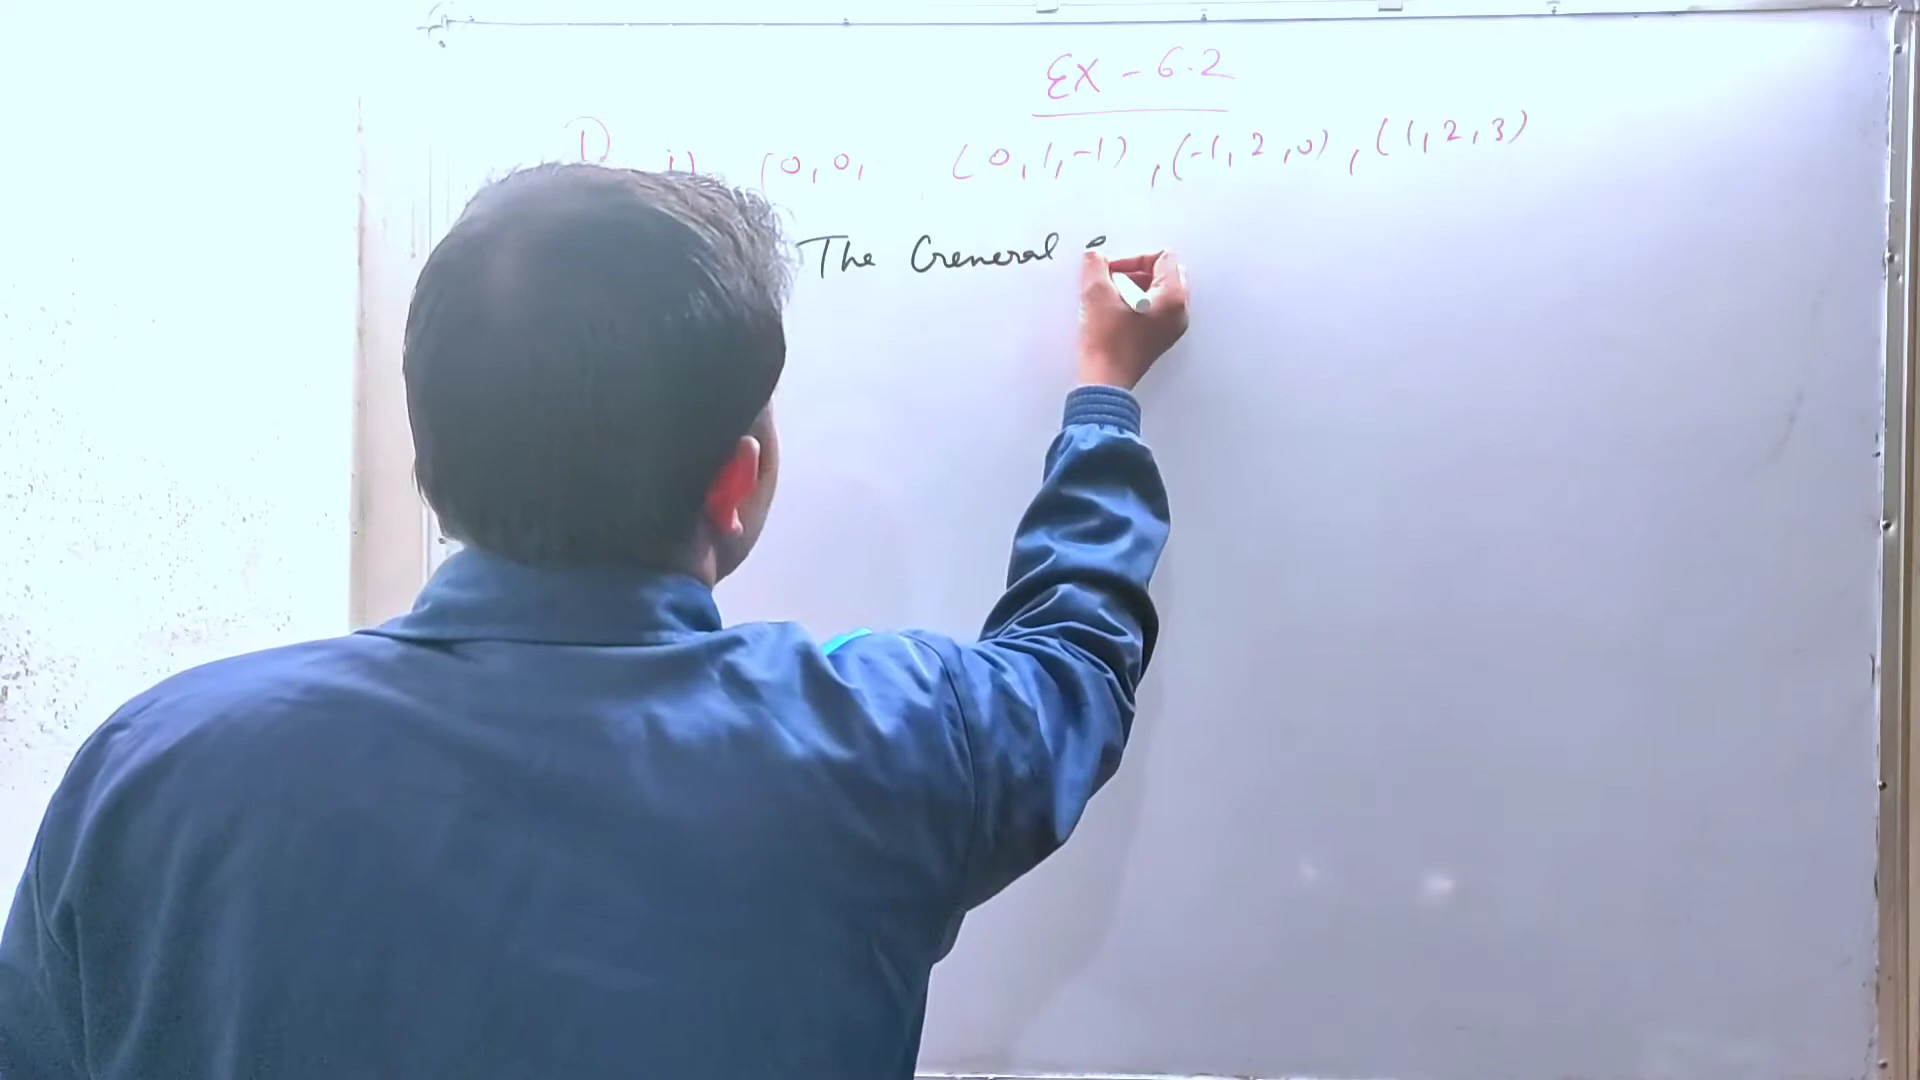 Ex - 6.2
1) i) (0, 0, (0, 1, -1), (-1, 2, 0), (1, 2, 3)
The General